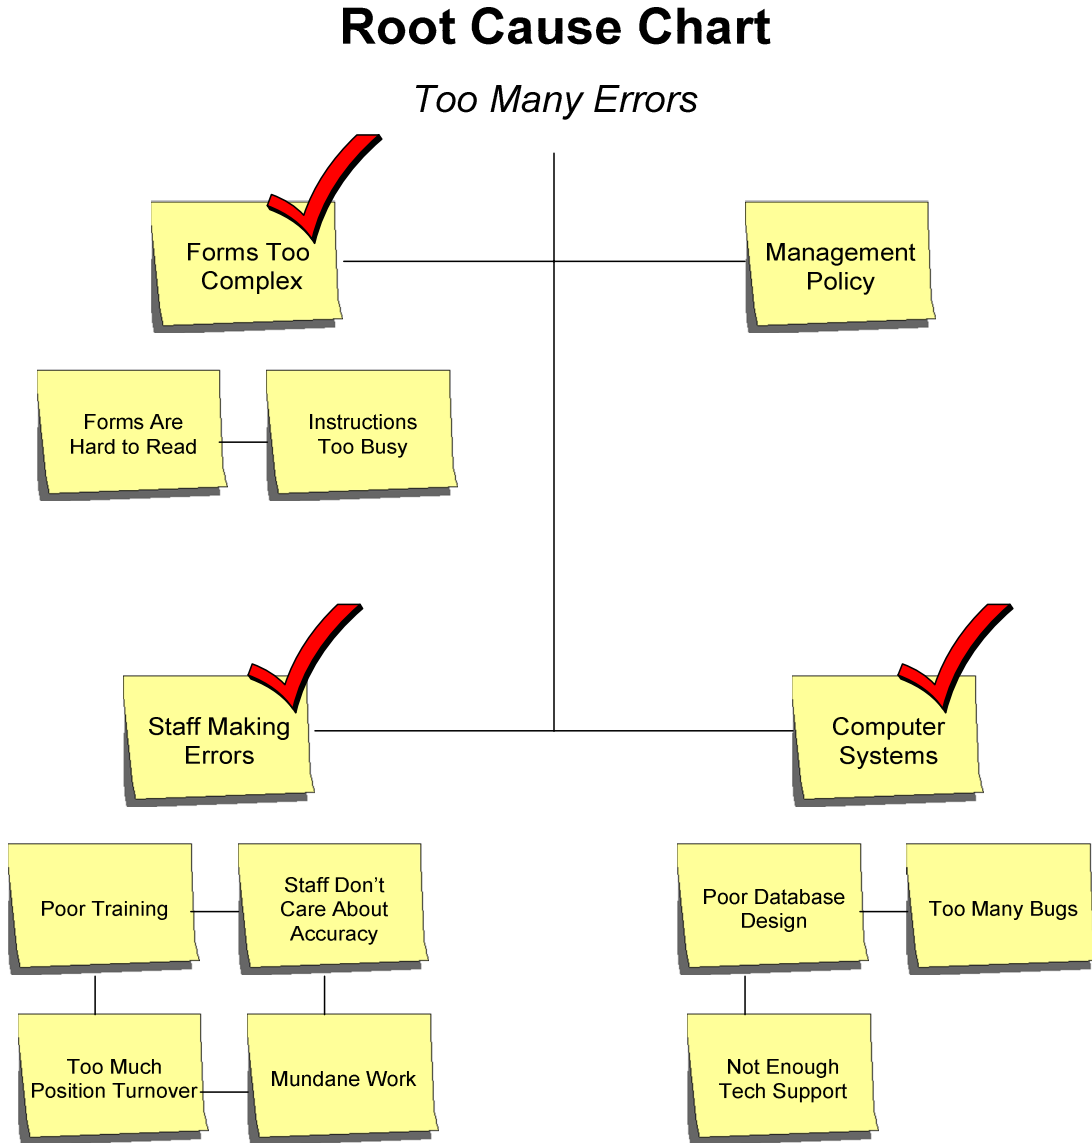 Root Cause Chart
Too Many Errors
Forms Too
Complex
Management
Policy
Forms Are
Hard to Read
Instructions
Too Busy
Staff Making
Errors
Computer
Systems
Poor Training
Staff Don’t
Care About
Accuracy
Poor Database
Design
Too Many Bugs
Too Much
Position Turnover
Mundane Work
Not Enough
Tech Support